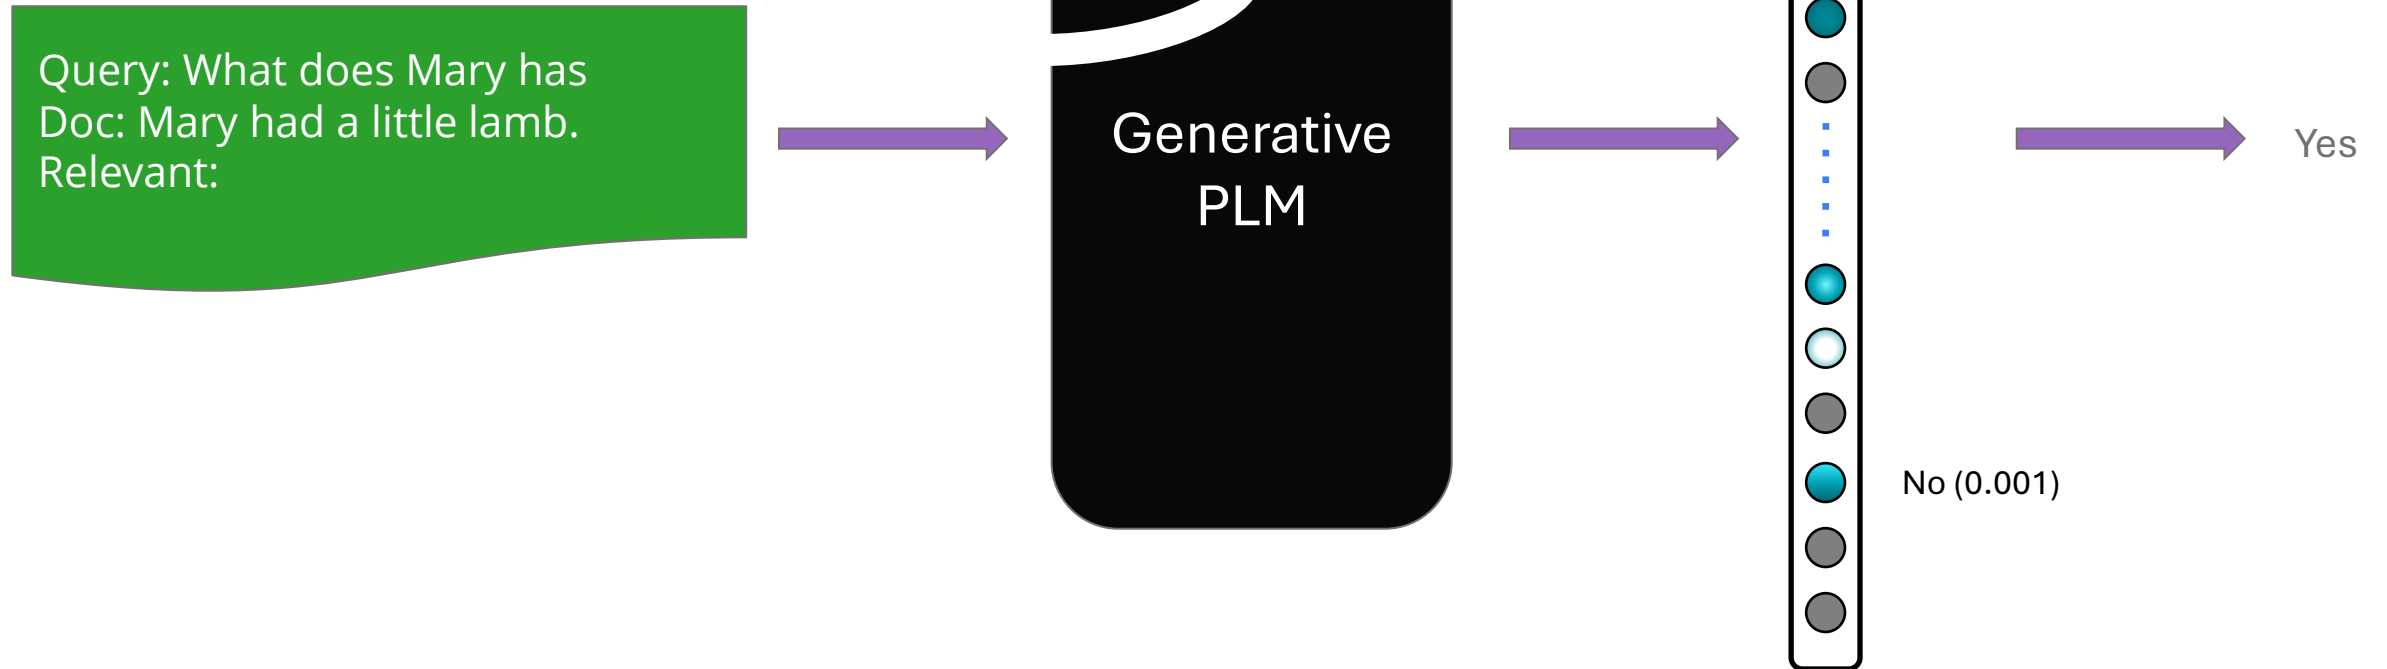 Query: What does Mary has
Doc: Mary had a little lamb.
Relevant:
Generative
PLM
Yes
No (0.001)